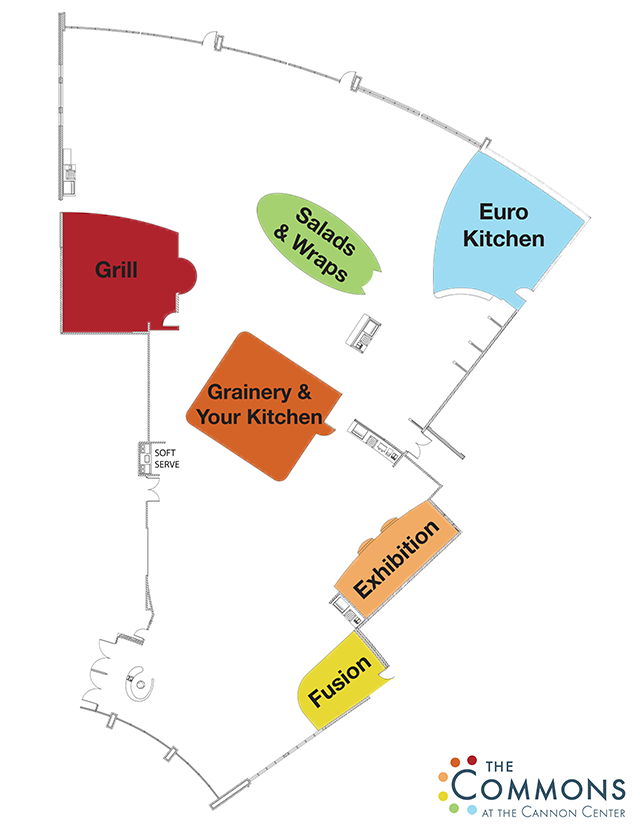 Euro
Kitchen
Salads
& Wraps
Grill
Grainery &
Your Kitchen
SOFT
SERVE
Exhibition
Fusion
THE
COMMONS
AT THE CANNON CENTER